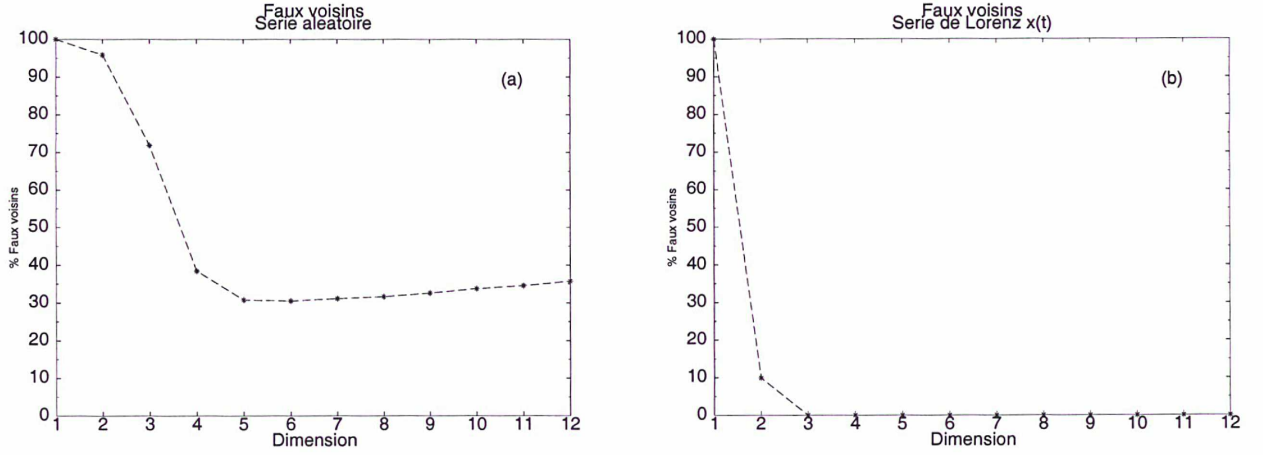 Faux voisins
Serie aleatoire
100
90
80
70
60
50
40
30
20
10
0
% Faux voisins
(a)
1 2 3 4 5 6 7 8 9 10 11 12
Dimension
Faux voisins
Serie de Lorenz x(t)
100
90
80
70
60
50
40
30
20
10
0
% Faux vosins
(b)
1 2 3 4 5 6 7 8 9 10 11 12
Dimension